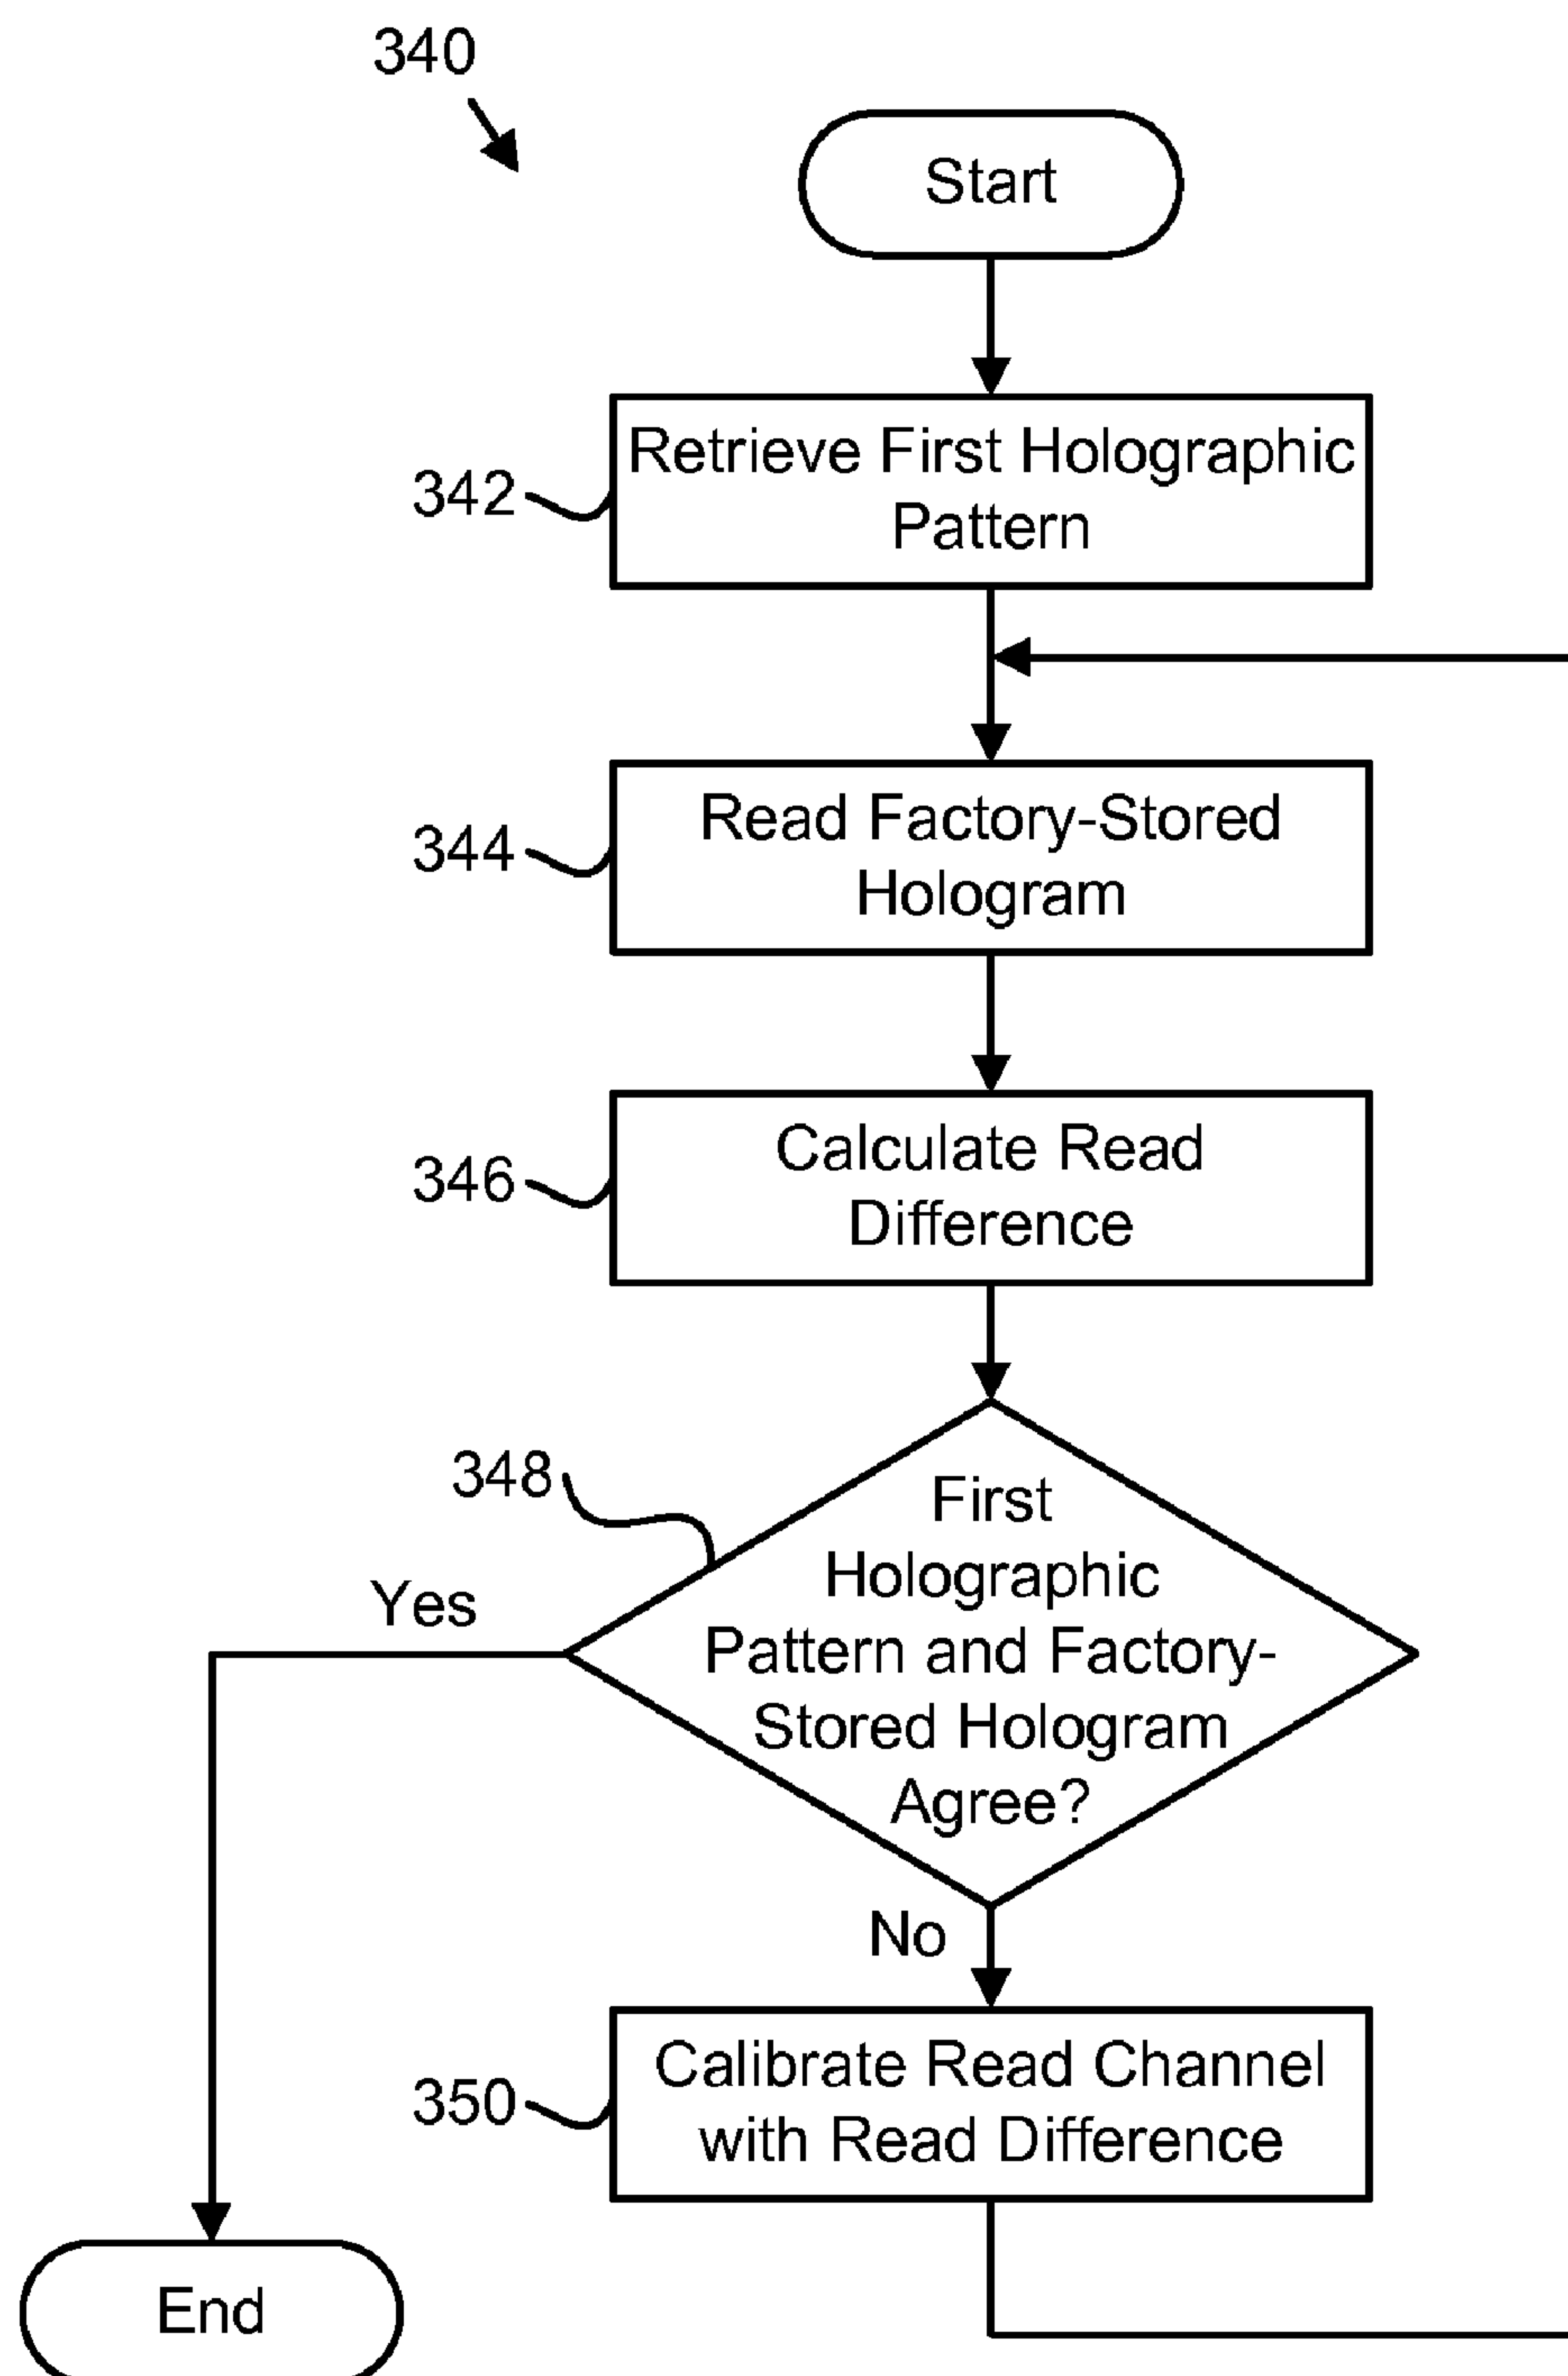 340
Start
342
Retrieve First Holographic
Pattern
344
Read Factory-Stored
Hologram
346
Calculate Read
Difference
348
First
Holographic
Pattern and Factory-
Stored Hologram
Agree?
Yes
No
350
Calibrate Read Channel
with Read Difference
End